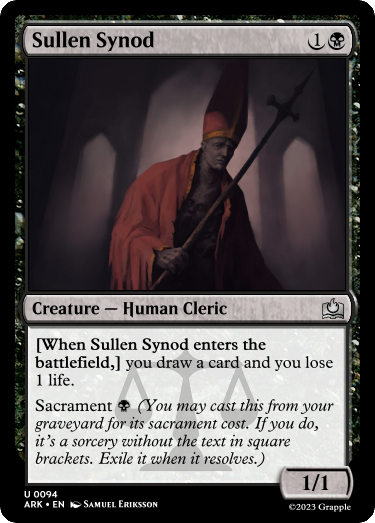 Sullen Synod 1
Creature — Human Cleric
[When Sullen Synod enters the
battlefield,] you draw a card and you lose
1 life.
Sacrament (You may cast this from your
graveyard for its sacrament cost. If you do,
it's a sorcery without the text in square
brackets. Exile it when it resolves.)
1/1
U 0094
ARK • EN Samuel Eriksson
©2023 Grapple